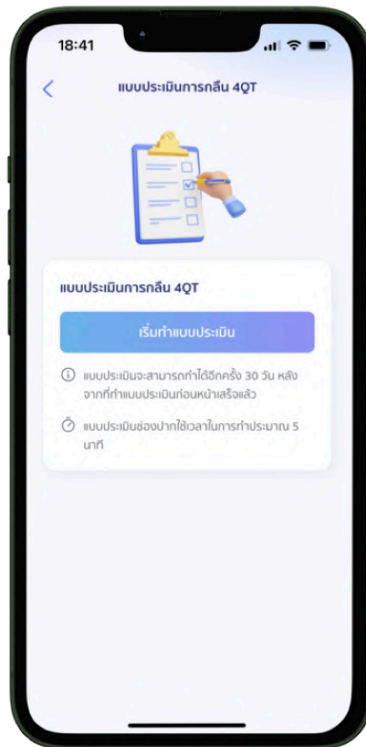 18:41
แบบประเมินการกลืน 4QT
แบบประเมินการกลืน 4QT
เริ่มทำแบบประเมิน
แบบประเมินจะสามารถทำได้อีกครั้ง 30 วัน หลัง
จากที่ทำแบบประเมินก่อนหน้าเสร็จแล้ว
แบบประเมินช่องปากใช้เวลาในการทำประมาณ 5
นาที